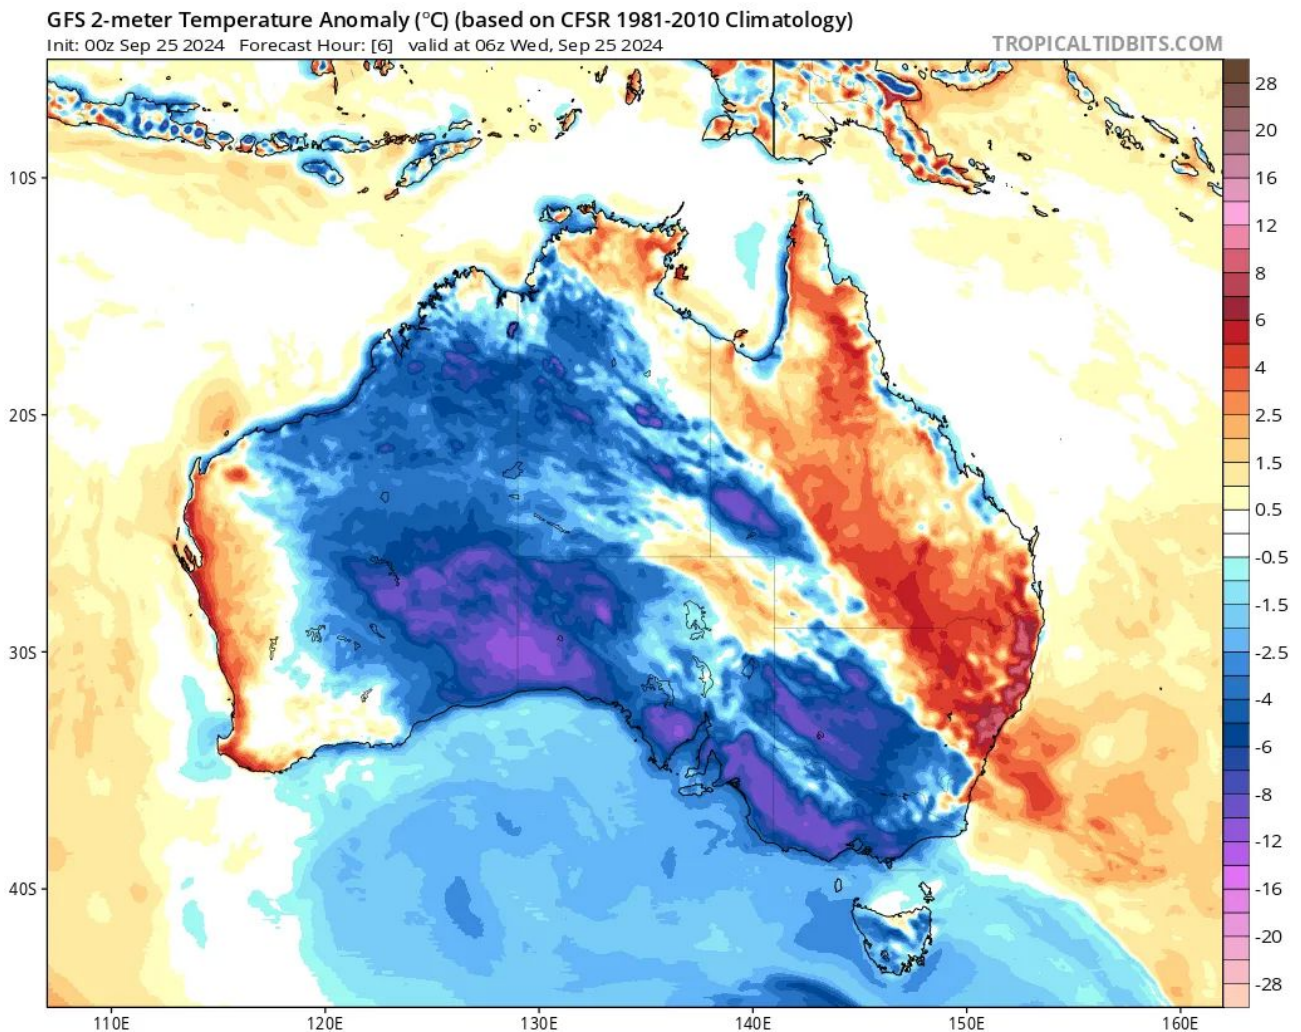 GFS 2-meter Temperature Anomaly (°C) (based on CFSR 1981-2010 Climatology)
Init: 00z Sep 25 2024 Forecast Hour: [6] valid at 06z Wed, Sep 25 2024
TROPICALTIDBITS.COM
10S
20S
30S
40S
110E
120E
130E
140E
150E
160E
28
20
16
12
8
6
4
2.5
1.5
0.5
-0.5
-1.5
-2.5
-4
-6
-8
-12
-16
-20
-28